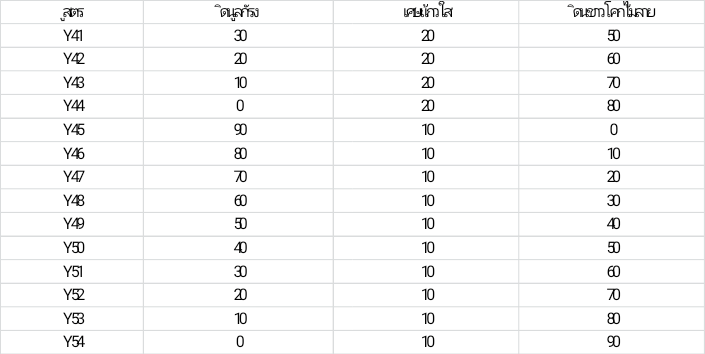 สูตร ดินลูกรัง เศษแก้วใส ดินขาวโคกไม้ลาย
Y41 30 20 50
Y42 20 20 60
Y43 10 20 70
Y44 0 20 80
Y45 90 10 0
Y46 80 10 10
Y47 70 10 20
Y48 60 10 30
Y49 50 10 40
Y50 40 10 50
Y51 30 10 60
Y52 20 10 70
Y53 10 10 80
Y54 0 10 90